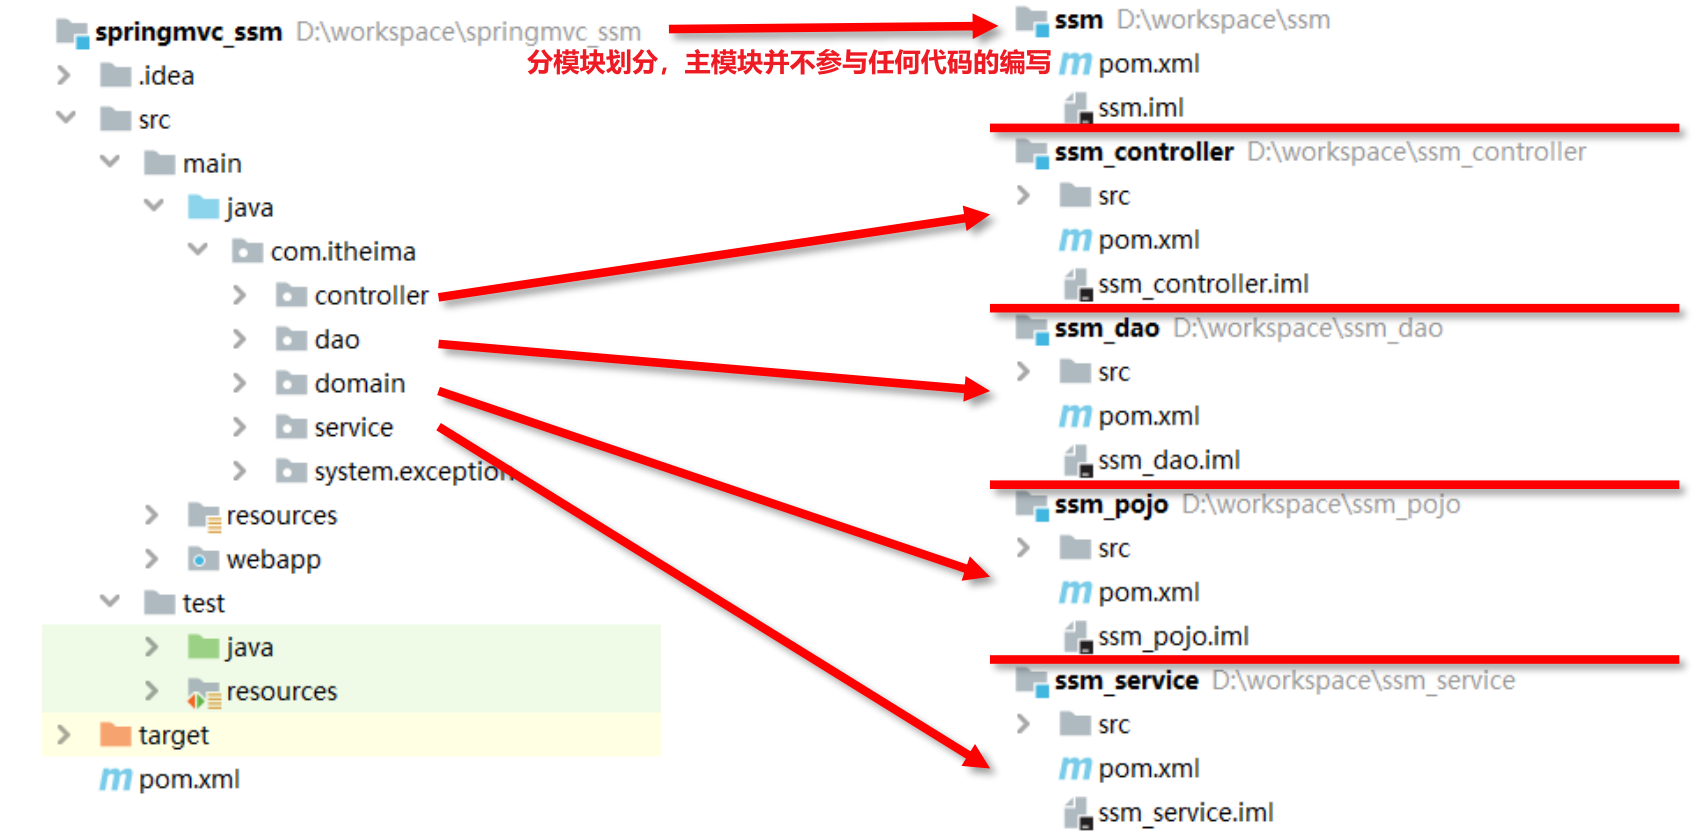 springmvc_ssm D:\workspace\springmvc_ssm
.idea
src
main
java
com.itheima
controller
dao
domain
service
system.exception
resources
webapp
test
java
resources
target
pom.xml
分模块划分，主模块并不参与任何代码的编写
ssm D:\workspace\ssm
pom.xml
ssm.iml
ssm_controller D:\workspace\ssm_controller
src
pom.xml
ssm_controller.iml
ssm_dao D:\workspace\ssm_dao
src
pom.xml
ssm_dao.iml
ssm_pojo D:\workspace\ssm_pojo
src
pom.xml
ssm_pojo.iml
ssm_service D:\workspace\ssm_service
src
pom.xml
ssm_service.iml